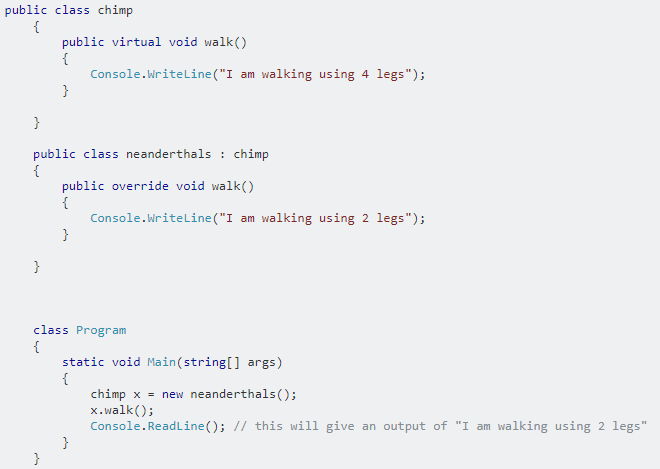 public class chimp
{
public virtual void walk()
{
Console.WriteLine("I am walking using 4 legs");
}
}
public class neanderthals : chimp
{
public override void walk()
{
Console.WriteLine("I am walking using 2 legs");
}
}
class Program
{
static void Main(string[] args)
{
chimp x = new neanderthals();
x.walk();
Console.ReadLine(); // this will give an output of "I am walking using 2 legs"
}
}